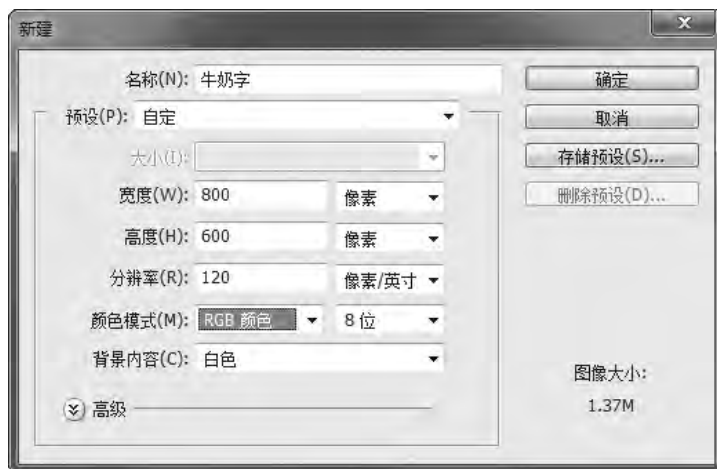 新建
名称(N): 牛奶字
预设(P): 自定
大小(I):
宽度(W): 800 像素
高度(H): 600 像素
分辨率(R): 120 像素/英寸
颜色模式(M): RGB 颜色 8 位
背景内容(C): 白色
高级
确定
取消
存储预设(S)...
删除预设(D)...
图像大小:
1.37M